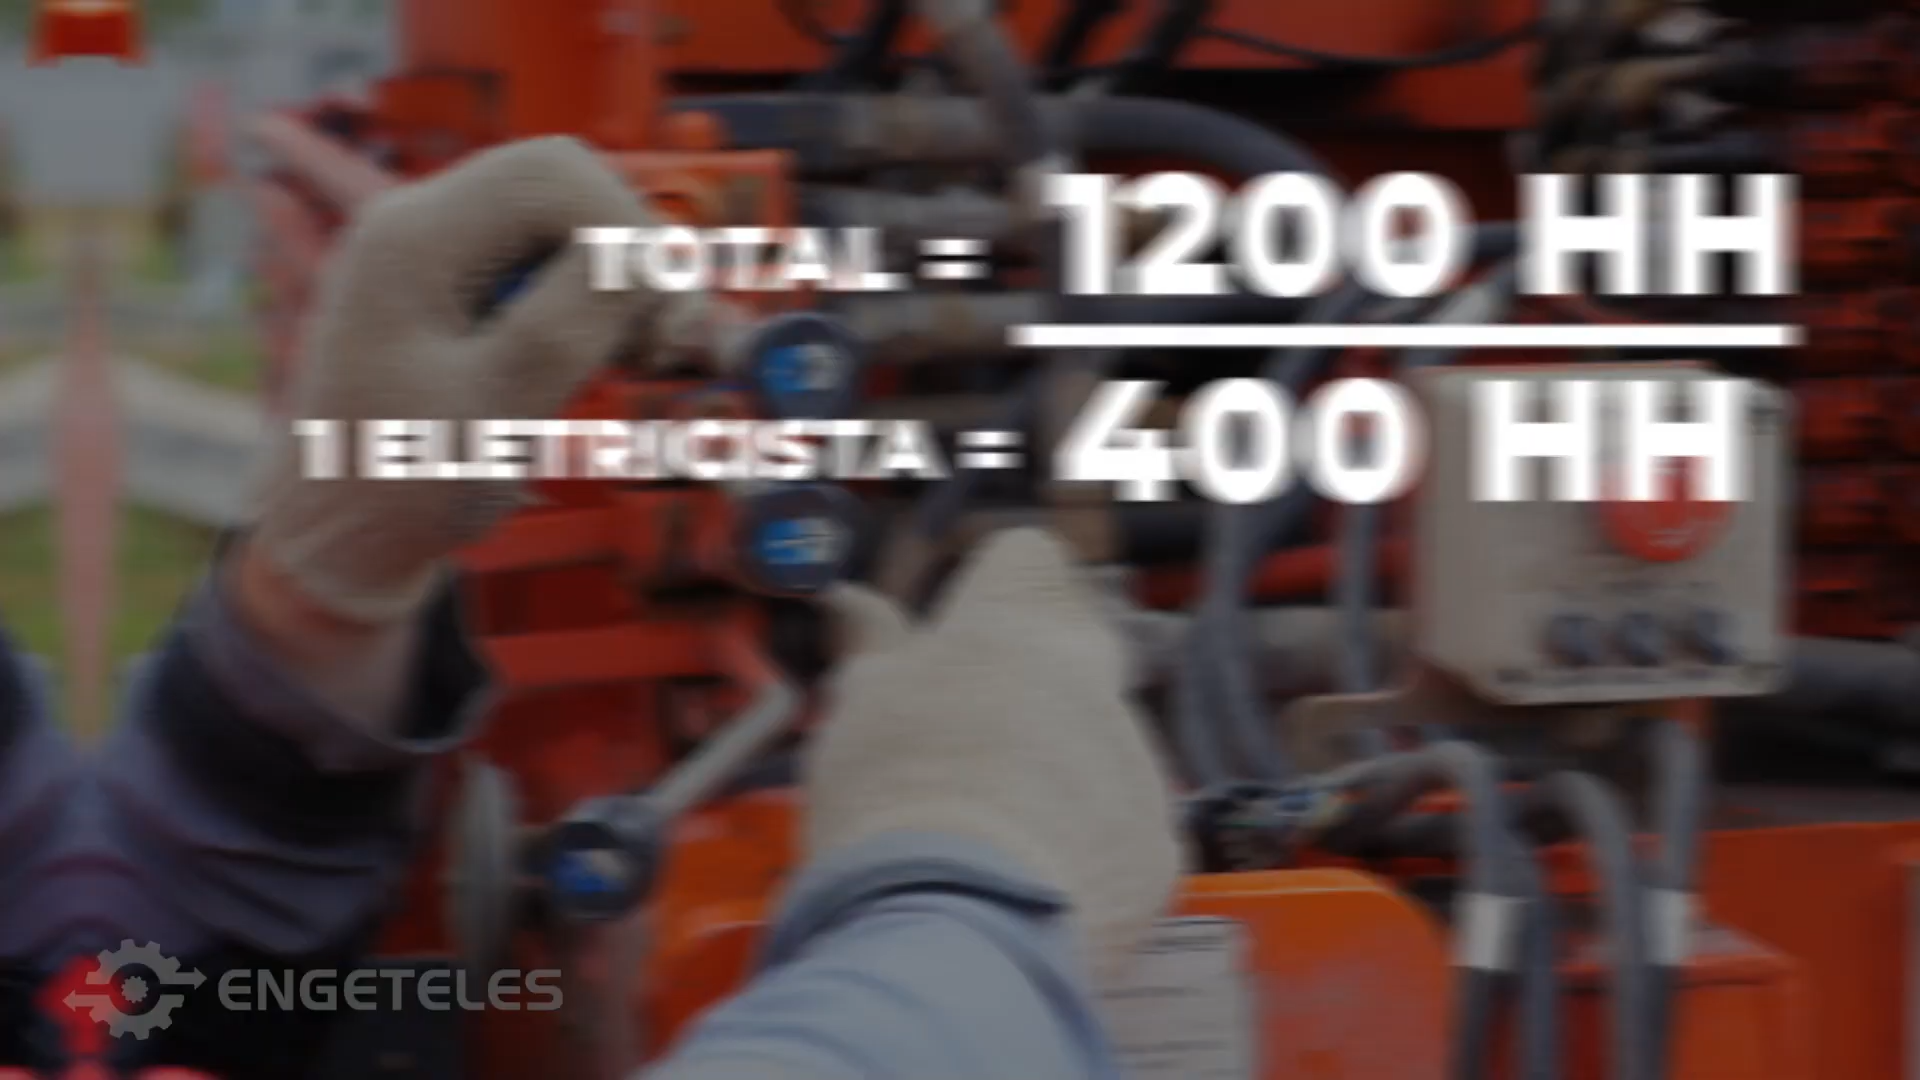 TOTAL = 1200 HH
1 ELETRICISTA = 400 HH
ENGETELES